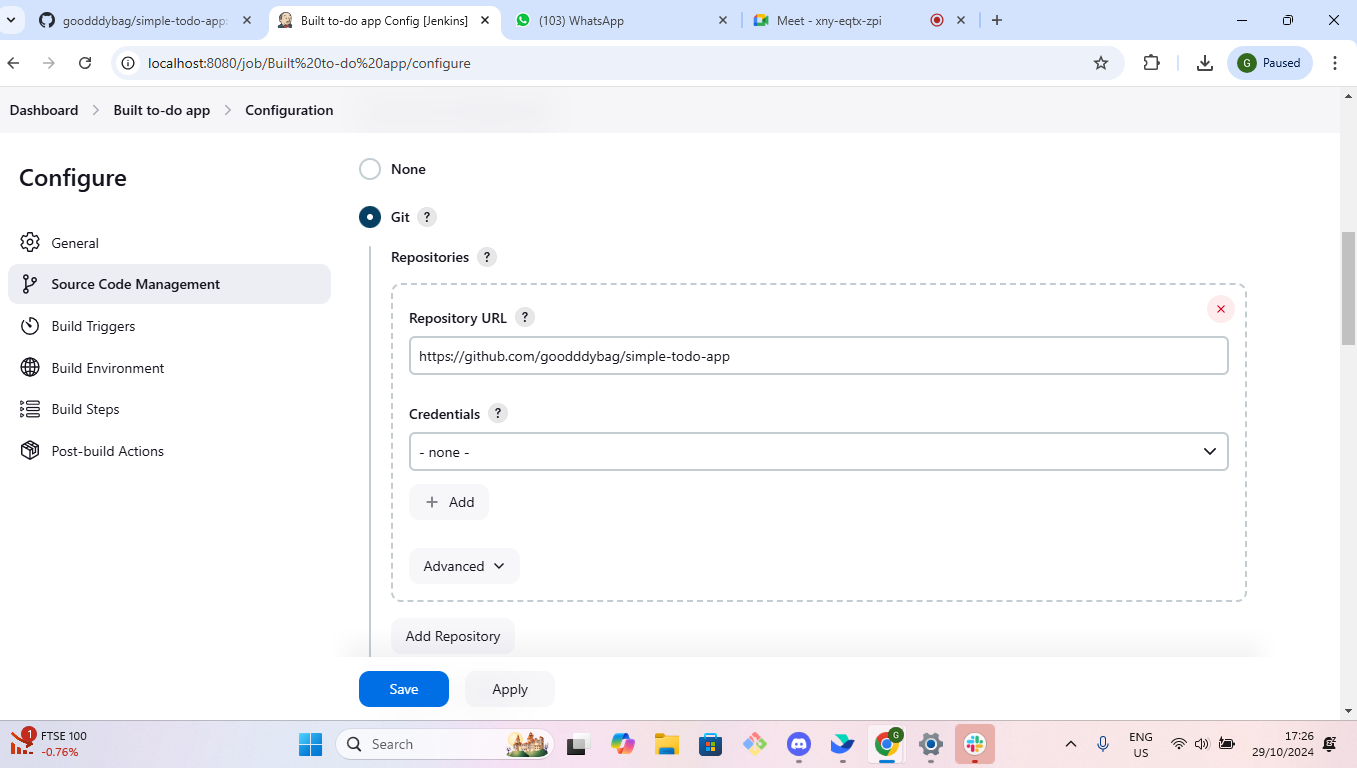 goodddybag/simple-todo-app:
Built to-do app Config [Jenkins]
(103) WhatsApp
Meet - xny-eqtx-zpi
localhost:8080/job/Built%20to-do%20app/configure
G
Paused
Dashboard > Built to-do app > Configuration
Configure
General
Source Code Management
Build Triggers
Build Environment
Build Steps
Post-build Actions
None
Git ?
Repositories ?
Repository URL ?
https://github.com/goodddybag/simple-todo-app
Credentials ?
- none -
+ Add
Advanced
Add Repository
Save
Apply
1
FTSE 100
-0.76%
Search
G
ENG
US
17:26
29/10/2024